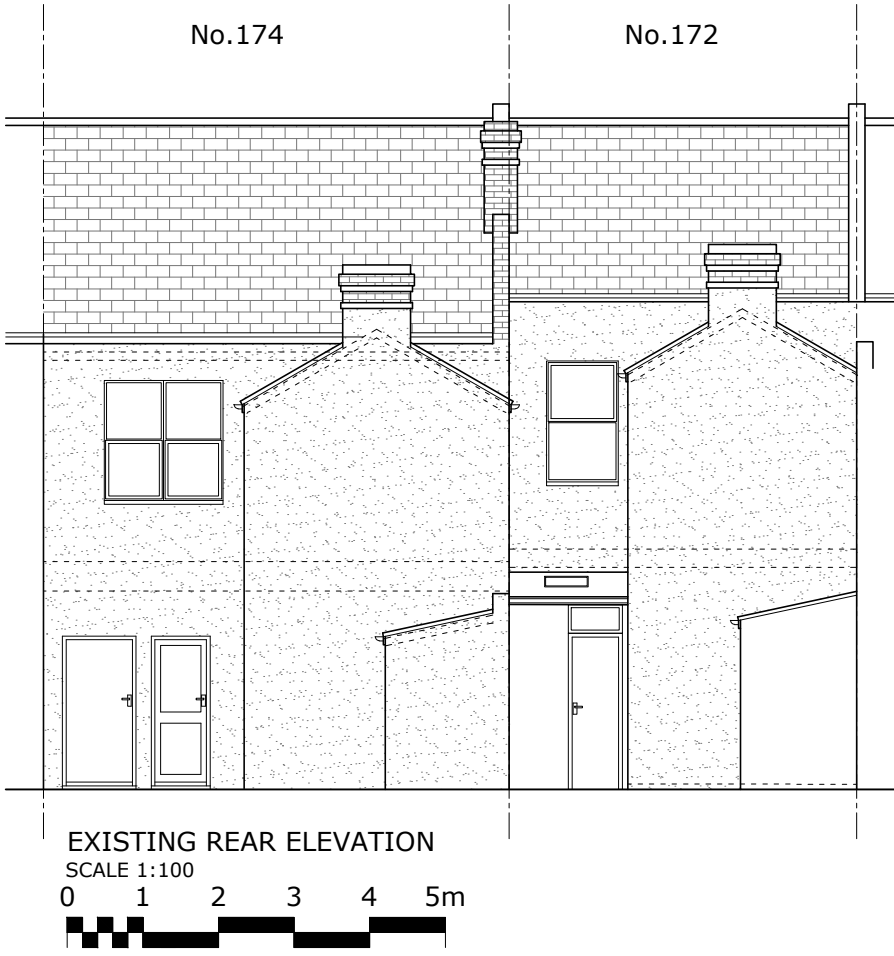 No.174 No.172
EXISTING REAR ELEVATION
SCALE 1:100
0 1 2 3 4 5m